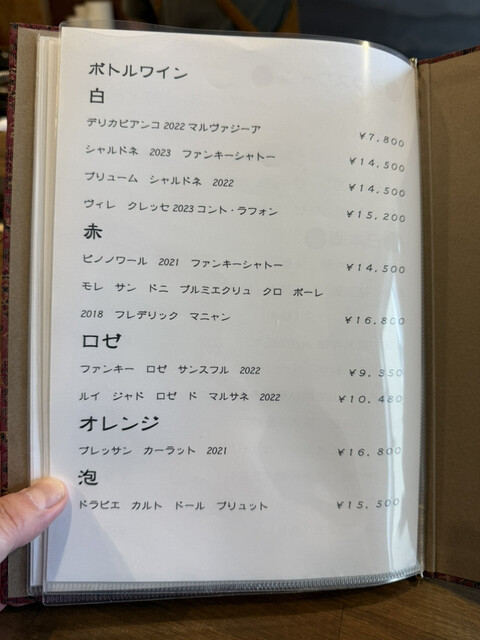 ボトルワイン
白
デリカビアンコ 2022 マルヴァジーア ￥7,800
シャルドネ 2023 ファンキーシャトー ￥14,500
プリューム シャルドネ 2022 ￥14,500
ヴィレ クレッセ 2023 コント・ラフォン ￥15,200
赤
ピノノワール 2021 ファンキーシャトー ￥14,500
モレ サン ドニ プルミエクリュ クロ ボーレ
2018 フレデリック マニャン ￥16,800
ロゼ
ファンキー ロゼ サンスフル 2022 ￥9,350
ルイ ジャド ロゼ ド マルサネ 2022 ￥10,480
オレンジ
ブレッサン カーラット 2021 ￥16,800
泡
ドラピエ カルト ドール ブリュット ￥15,500